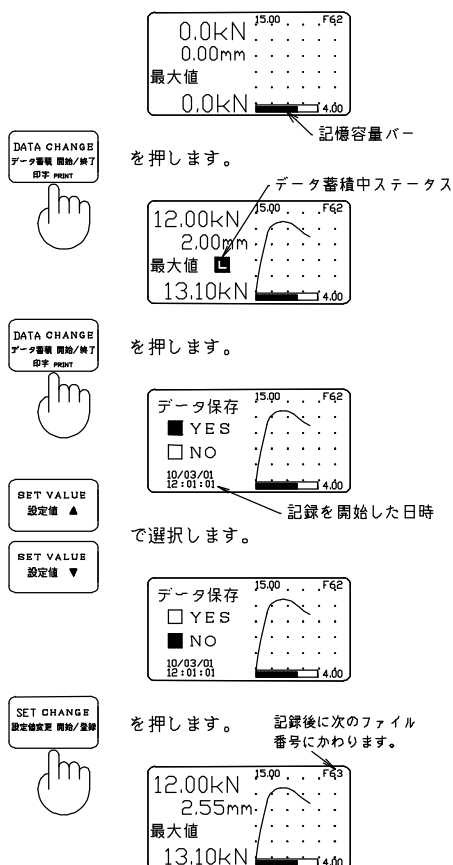 0.0kN 15.00 F62
0.00mm
最大値
0.0kN 4.00
記憶容量バー
DATA CHANGE
データ蓄積 開始/終了
印字 PRINT
を押します。
データ蓄積中ステータス
12.00kN 15.00 F62
2.00mm
最大値 L
13.10kN 4.00
DATA CHANGE
データ蓄積 開始/終了
印字 PRINT
を押します。
データ保存 15.00 F62
YES
NO
10/03/01
12:01:01 4.00
記録を開始した日時
SET VALUE
設定値 ▲
で選択します。
SET VALUE
設定値 ▼
データ保存 15.00 F62
YES
NO
10/03/01
12:01:01 4.00
SET CHANGE
設定値変更 開始/登録
を押します。
記録後に次のファイル
番号にかわります。
12.00kN 15.00 F63
2.55mm
最大値
13.10kN 4.00